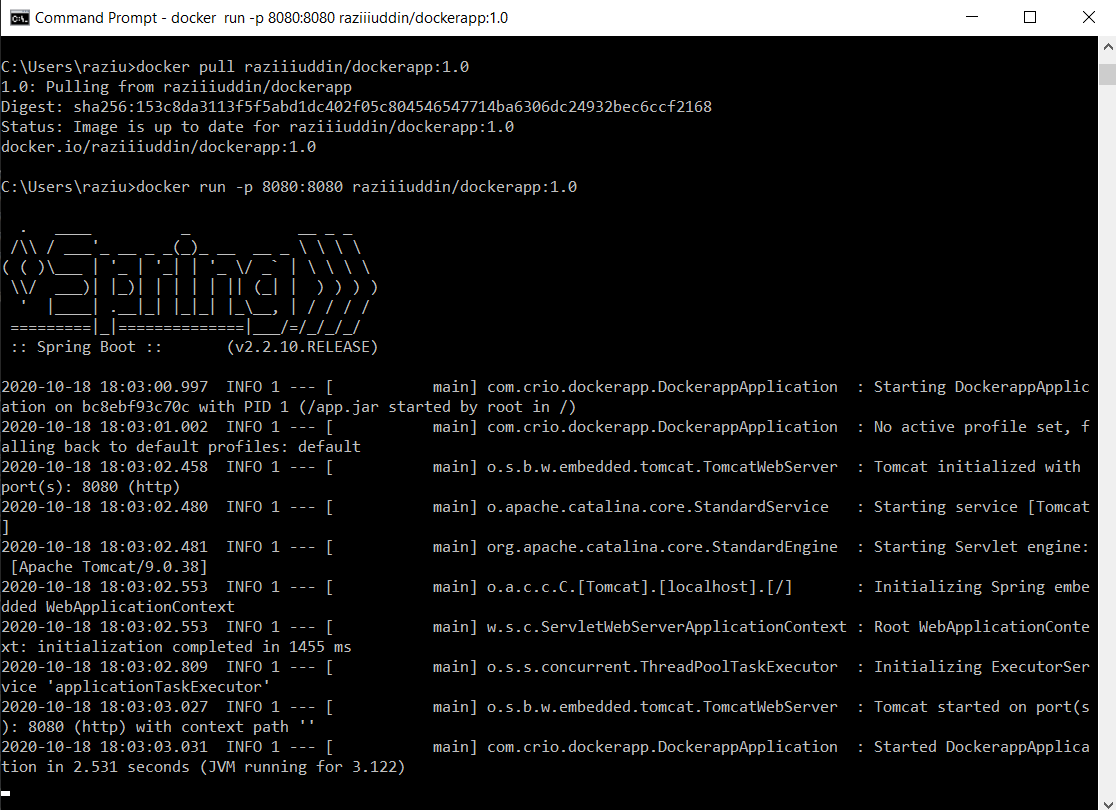 Command Prompt - docker  run -p 8080:8080 raziiiuddin/dockerapp:1.0
C:\Users\raziu>docker pull raziiiuddin/dockerapp:1.0
1.0: Pulling from raziiiuddin/dockerapp
Digest: sha256:153c8da3113f5f5abd1dc402f05c804546547714ba6306dc24932bec6ccf2168
Status: Image is up to date for raziiiuddin/dockerapp:1.0
docker.io/raziiiuddin/dockerapp:1.0
C:\Users\raziu>docker run -p 8080:8080 raziiiuddin/dockerapp:1.0
  .   ____          _            __ _ _
 /\\ / ___'_ __ _ _(_)_ __  __ _ \ \ \ \
( ( )\___ | '_ | '_| | '_ \/ _` | \ \ \ \
 \\/  ___)| |_)| | | | | || (_| |  ) ) ) )
  '  |____| .__|_| |_|_| |_\__, | / / / /
 =========|_|==============|___/=/_/_/_/
 :: Spring Boot ::       (v2.2.10.RELEASE)
2020-10-18 18:03:00.997  INFO 1 --- [           main] com.crio.dockerapp.DockerappApplication  : Starting DockerappApplic
ation on bc8ebf93c70c with PID 1 (/app.jar started by root in /)
2020-10-18 18:03:01.002  INFO 1 --- [           main] com.crio.dockerapp.DockerappApplication  : No active profile set, f
alling back to default profiles: default
2020-10-18 18:03:02.458  INFO 1 --- [           main] o.s.b.w.embedded.tomcat.TomcatWebServer  : Tomcat initialized with
port(s): 8080 (http)
2020-10-18 18:03:02.480  INFO 1 --- [           main] o.apache.catalina.core.StandardService   : Starting service [Tomcat
]
2020-10-18 18:03:02.481  INFO 1 --- [           main] org.apache.catalina.core.StandardEngine  : Starting Servlet engine:
 [Apache Tomcat/9.0.38]
2020-10-18 18:03:02.553  INFO 1 --- [           main] o.a.c.c.C.[Tomcat].[localhost].[/]       : Initializing Spring embe
dded WebApplicationContext
2020-10-18 18:03:02.553  INFO 1 --- [           main] w.s.c.ServletWebServerApplicationContext : Root WebApplicationConte
xt: initialization completed in 1455 ms
2020-10-18 18:03:02.809  INFO 1 --- [           main] o.s.s.concurrent.ThreadPoolTaskExecutor  : Initializing ExecutorSer
vice 'applicationTaskExecutor'
2020-10-18 18:03:03.027  INFO 1 --- [           main] o.s.b.w.embedded.tomcat.TomcatWebServer  : Tomcat started on port(s
): 8080 (http) with context path ''
2020-10-18 18:03:03.031  INFO 1 --- [           main] com.crio.dockerapp.DockerappApplication  : Started DockerappApplica
tion in 2.531 seconds (JVM running for 3.122)